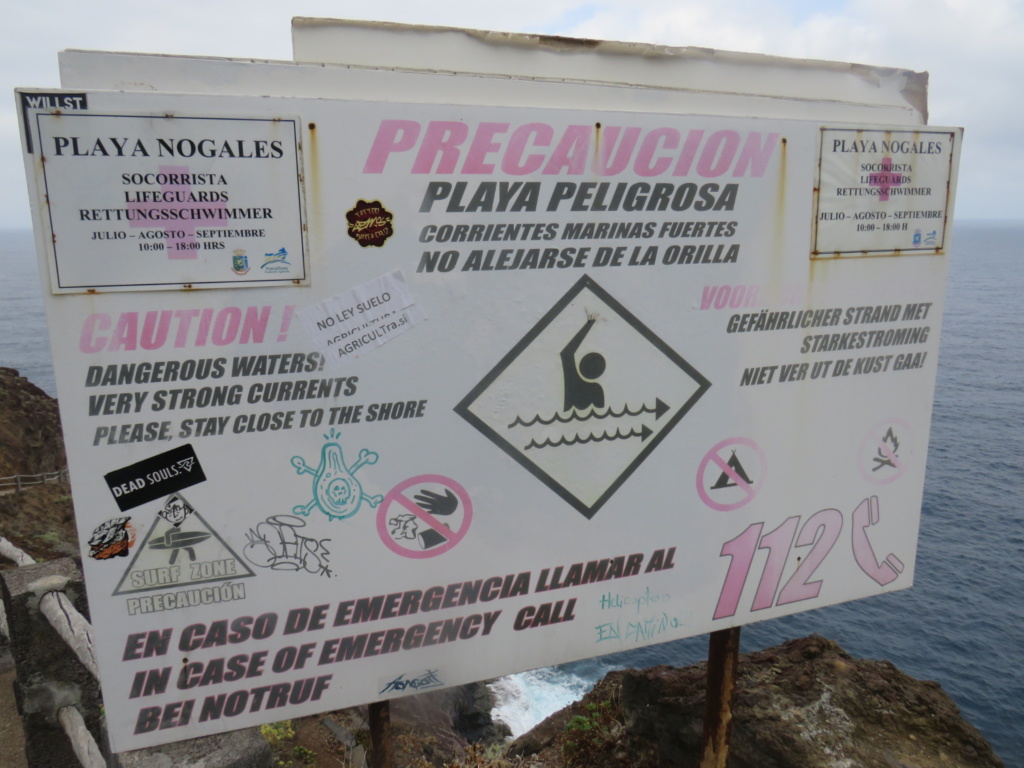 WILLST
PLAYA NOGALES
SOCORRISTA
LIFEGUARDS
RETTUNGSSCHWIMMER
JULIO – AGOSTO – SEPTIEMBRE
10:00 – 18:00 HRS
PRECAUCION
PLAYA PELIGROSA
CORRIENTES MARINAS FUERTES
NO ALEJARSE DE LA ORILLA
PLAYA NOGALES
SOCORRISTA
LIFEGUARDS
RETTUNGSSCHWIMMER
JULIO – AGOSTO – SEPTIEMBRE
10:00 – 18:00 H
CAUTION !
DANGEROUS WATERS!
VERY STRONG CURRENTS
PLEASE, STAY CLOSE TO THE SHORE
NO LEY SUELO
AGRICULTURA
AGRICULTra.si
GEFÄHRLICHER STRAND MET
STARKESTROMING
NIET VER UT DE KUST GAA!
DEAD SOULS.
SURF ZONE
PRECAUCIÓN
EN CASO DE EMERGENCIA LLAMAR AL
IN CASE OF EMERGENCY CALL
BEI NOTRUF
112